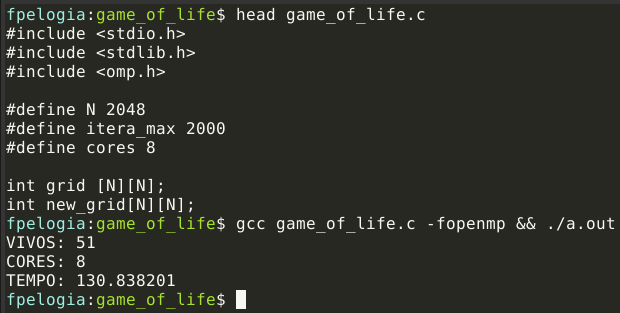 fpelogia:game_of_life$ head game_of_life.c
#include <stdio.h>
#include <stdlib.h>
#include <omp.h>
#define N 2048
#define itera_max 2000
#define cores 8
int grid [N][N];
int new_grid[N][N];
fpelogia:game_of_life$ gcc game_of_life.c -fopenmp && ./a.out
VIVOS: 51
CORES: 8
TEMPO: 130.838201
fpelogia:game_of_life$